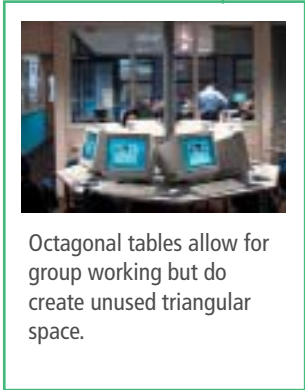 Octagonal tables allow for
group working but do
create unused triangular
space.